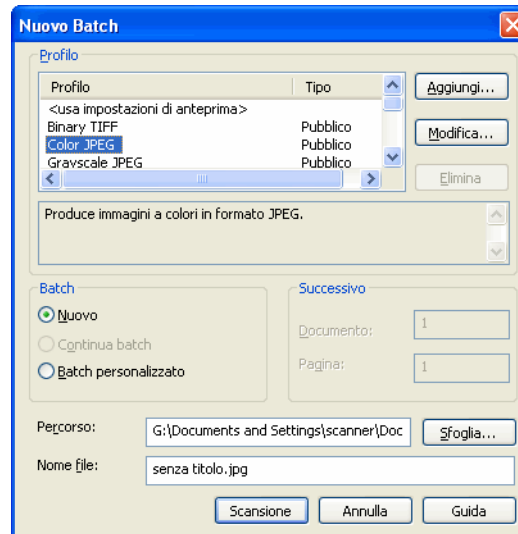 Nuovo Batch
Profilo
Profilo Tipo Aggiungi...
<usa impostazioni di anteprima>
Binary TIFF Pubblico
Color JPEG Pubblico Modifica...
Grayscale JPEG Pubblico
Elimina
Produce immagini a colori in formato JPEG.
Batch Successivo
Nuovo
Documento: 1
Continua batch
Pagina: 1
Batch personalizzato
Percorso: G:\Documents and Settings\scanner\Doc Sfoglia...
Nome file: senza titolo.jpg
Scansione Annulla Guida